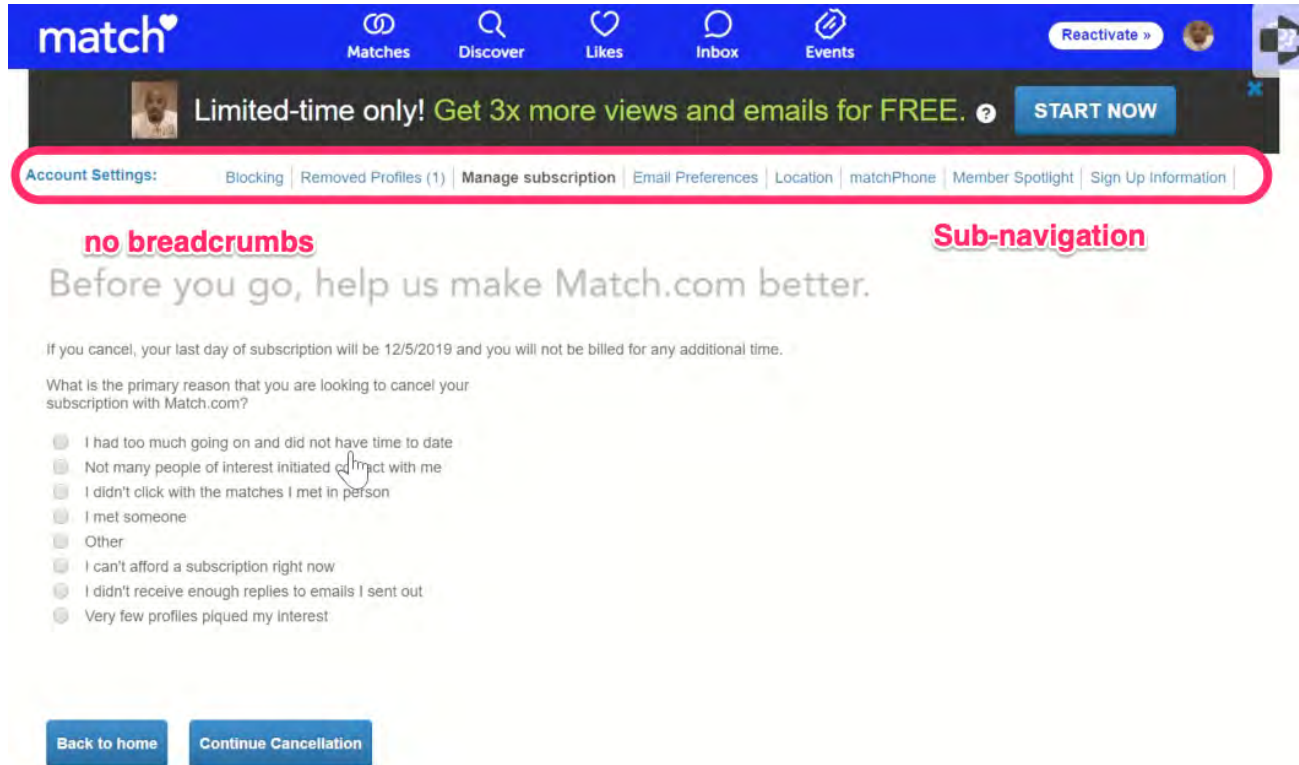 match
Matches Discover Likes Inbox Events Reactivate »
Limited-time only! Get 3x more views and emails for FREE. ? START NOW
Account Settings: Blocking | Removed Profiles (1) | Manage subscription | Email Preferences | Location | matchPhone | Member Spotlight | Sign Up Information |
no breadcrumbs Sub-navigation
Before you go, help us make Match.com better.
If you cancel, your last day of subscription will be 12/5/2019 and you will not be billed for any additional time.
What is the primary reason that you are looking to cancel your
subscription with Match.com?
I had too much going on and did not have time to date
Not many people of interest initiated contact with me
I didn't click with the matches I met in person
I met someone
Other
I can't afford a subscription right now
I didn't receive enough replies to emails I sent out
Very few profiles piqued my interest
Back to home Continue Cancellation